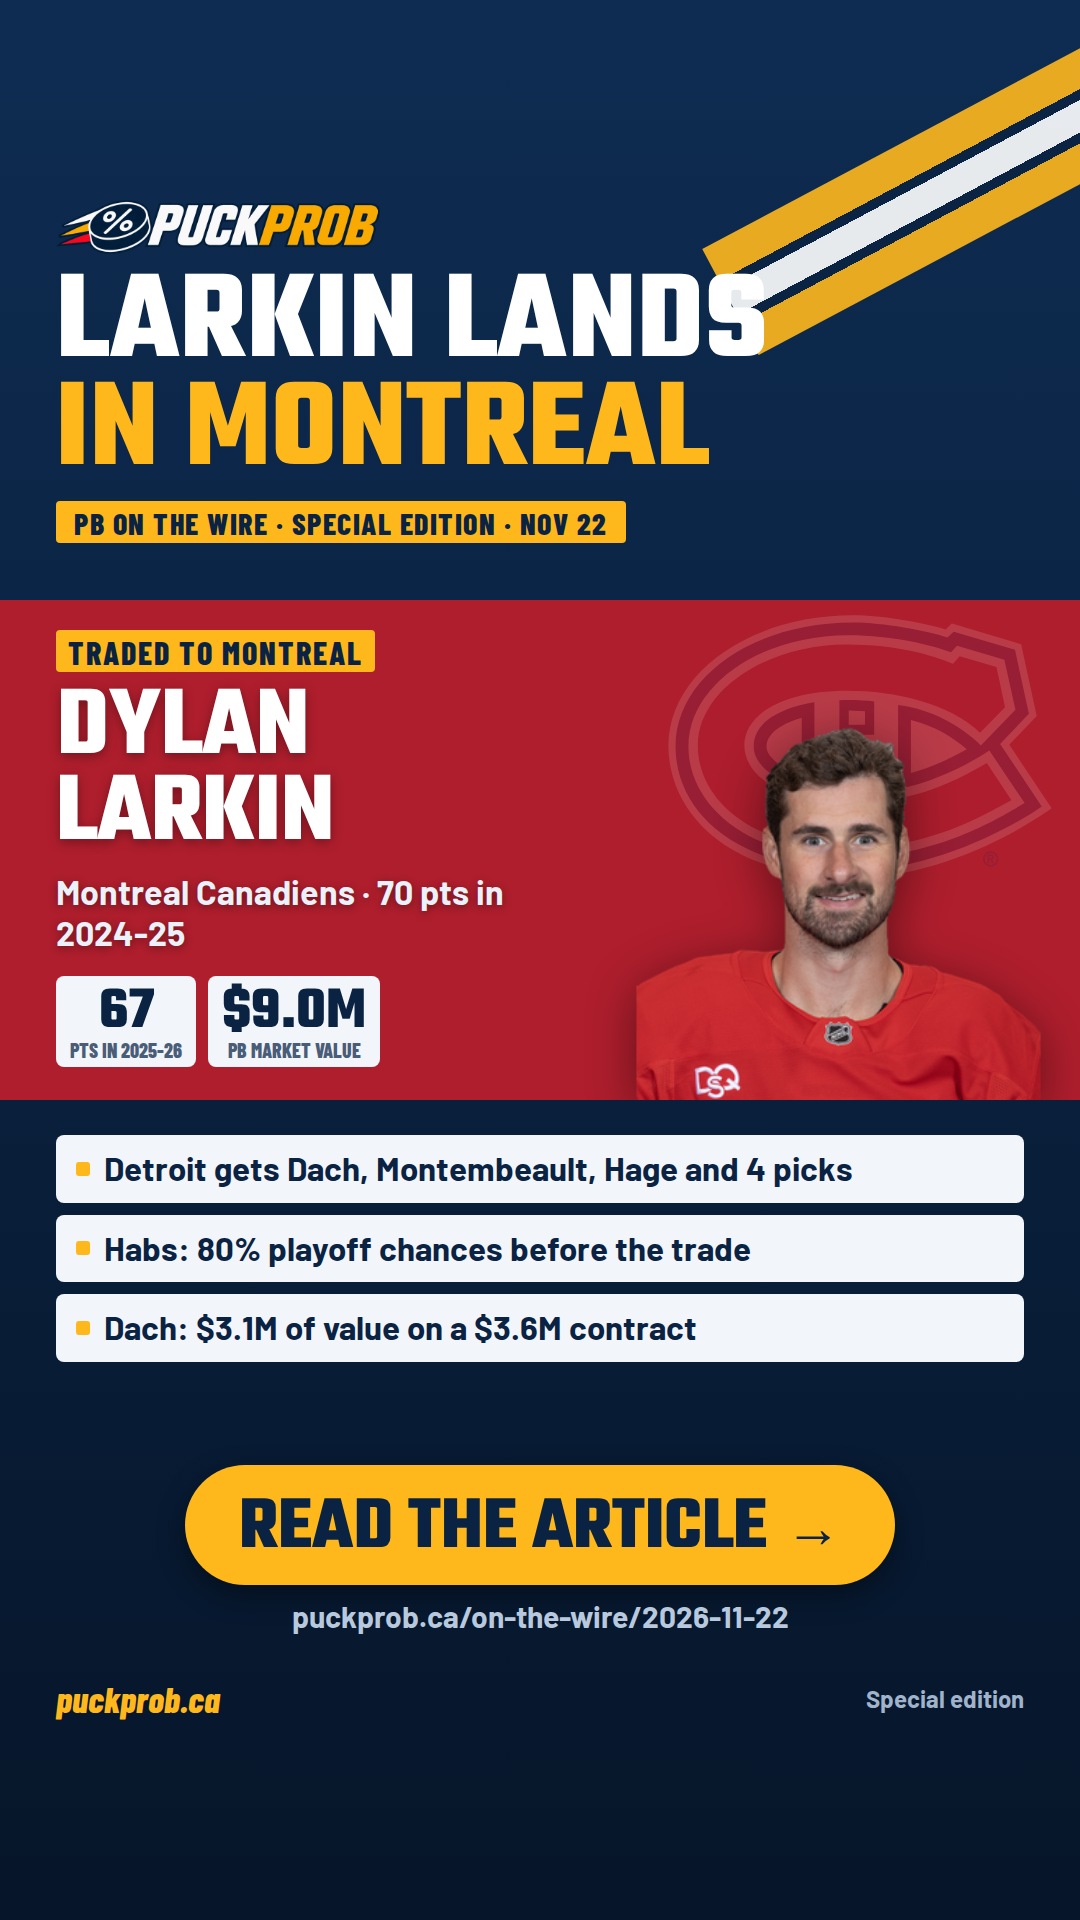 % PUCKPROB
LARKIN LANDS
IN MONTREAL
PB ON THE WIRE · SPECIAL EDITION · NOV 22
TRADED TO MONTREAL
DYLAN
LARKIN
Montreal Canadiens · 70 pts in
2024-25
67
PTS IN 2025-26
$9.0M
PB MARKET VALUE
Detroit gets Dach, Montembeault, Hage and 4 picks
Habs: 80% playoff chances before the trade
Dach: $3.1M of value on a $3.6M contract
READ THE ARTICLE →
puckprob.ca/on-the-wire/2026-11-22
puckprob.ca
Special edition